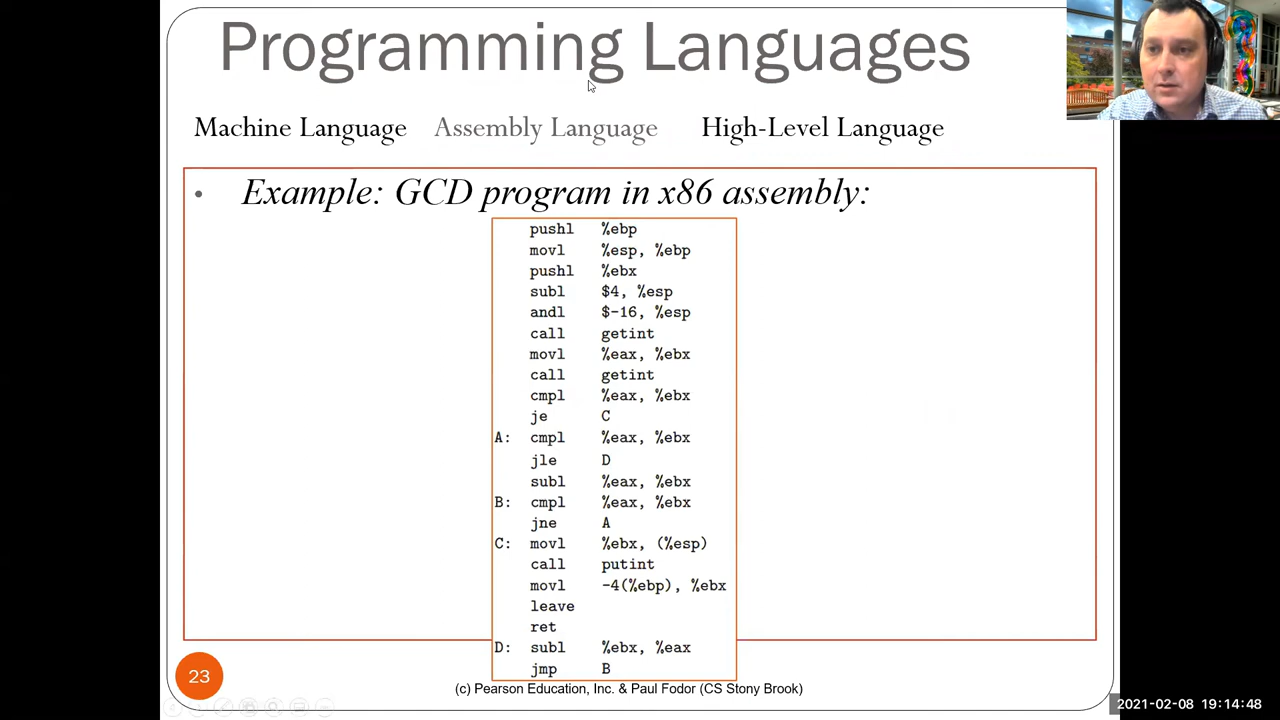 Programming Languages
Machine Language Assembly Language High-Level Language
• Example: GCD program in x86 assembly:
pushl %ebp
movl %esp, %ebp
pushl %ebx
subl $4, %esp
andl $-16, %esp
call getint
movl %eax, %ebx
call getint
cmpl %eax, %ebx
je C
A: cmpl %eax, %ebx
jle D
subl %eax, %ebx
B: cmpl %eax, %ebx
jne A
C: movl %ebx, (%esp)
call putint
movl -4(%ebp), %ebx
leave
ret
D: subl %ebx, %eax
jmp B
23
(c) Pearson Education, Inc. & Paul Fodor (CS Stony Brook)
2021-02-08 19:14:48